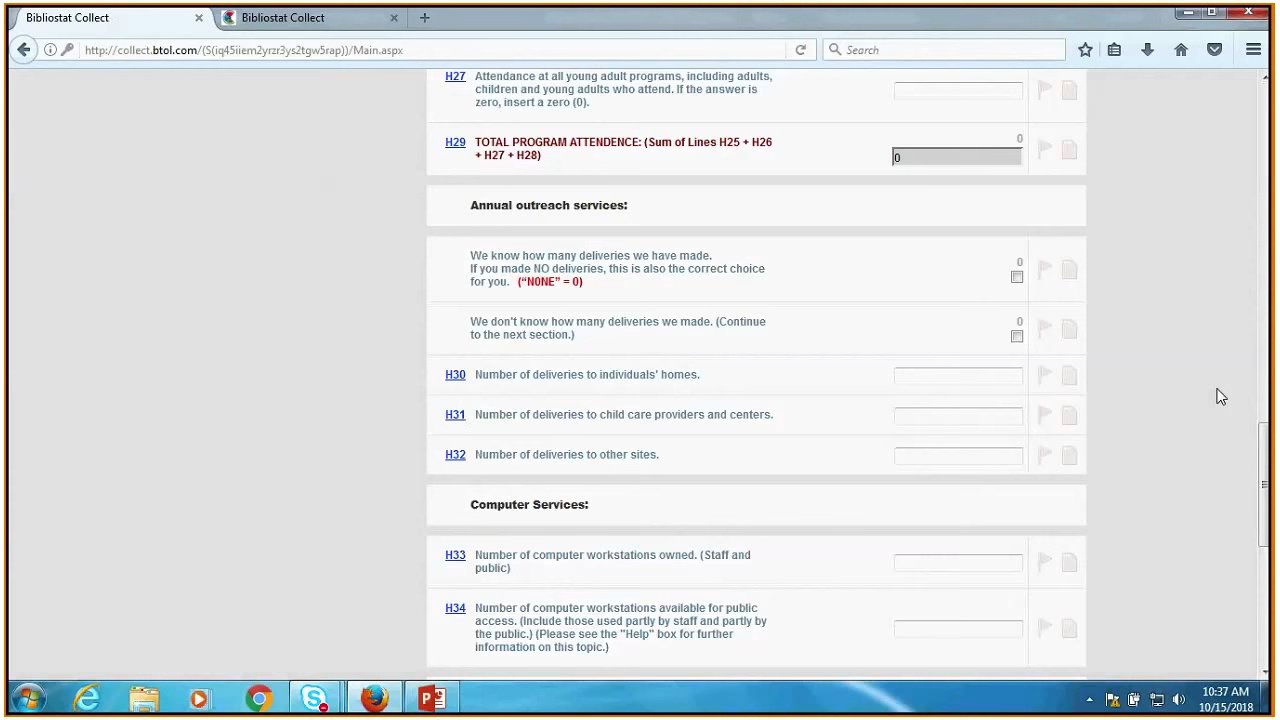 Bibliostat Collect
Bibliostat Collect
http://collect.btol.com/(S(iq45iiem2yrzr3ys2tgw5rap))/Main.aspx
Search
H27 Attendance at all young adult programs, including adults,
children and young adults who attend. If the answer is
zero, insert a zero (0).
H29 TOTAL PROGRAM ATTENDENCE: (Sum of Lines H25 + H26
+ H27 + H28)
0
0
Annual outreach services:
We know how many deliveries we have made.
If you made NO deliveries, this is also the correct choice
for you. (“N0NE” = 0)
0
We don't know how many deliveries we made. (Continue
to the next section.)
0
H30 Number of deliveries to individuals' homes.
H31 Number of deliveries to child care providers and centers.
H32 Number of deliveries to other sites.
Computer Services:
H33 Number of computer workstations owned. (Staff and
public)
H34 Number of computer workstations available for public
access. (Include those used partly by staff and partly by
the public.) (Please see the "Help" box for further
information on this topic.)
10:37 AM
10/15/2018